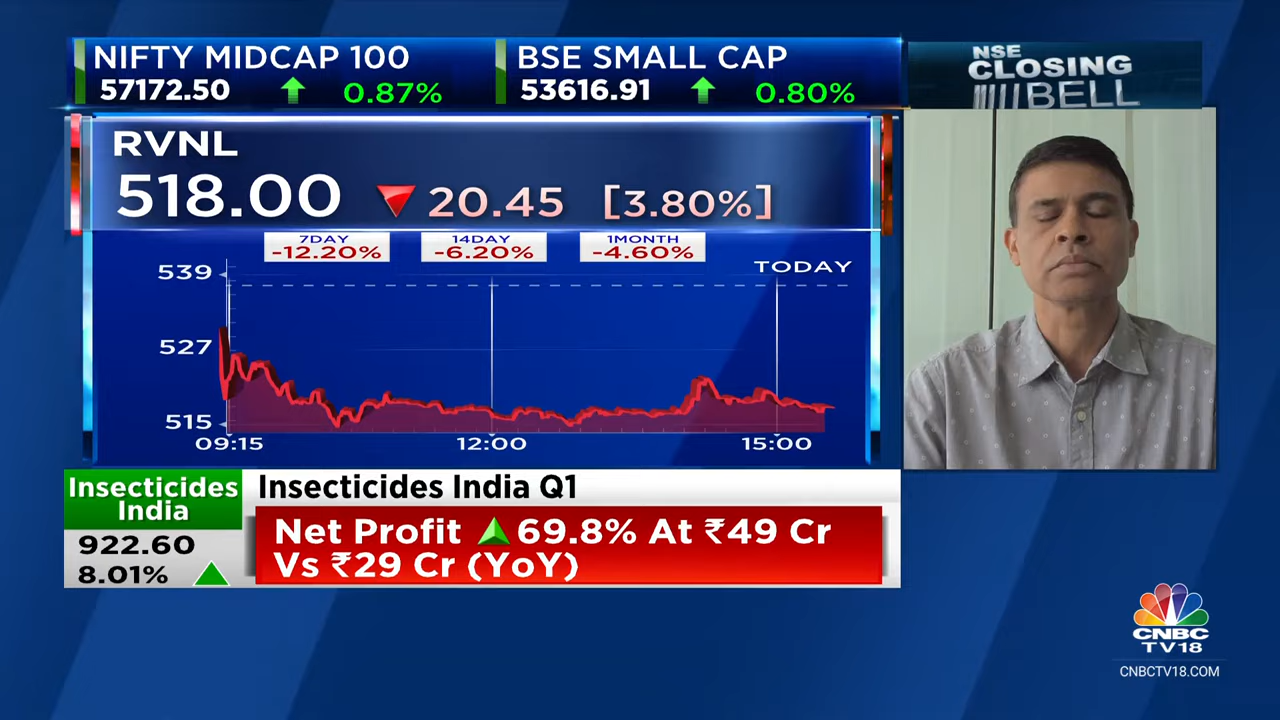 NIFTY MIDCAP 100
57172.50 0.87%
BSE SMALL CAP
53616.91 0.80%
NSE
CLOSING
BELL
RVNL
518.00 20.45 [3.80%]
7DAY
-12.20%
14DAY
-6.20%
1MONTH
-4.60%
TODAY
539
527
515
09:15 12:00 15:00
Insecticides
India
922.60
8.01%
Insecticides India Q1
Net Profit 69.8% At ₹49 Cr
Vs ₹29 Cr (YoY)
CNBC
TV18
CNBCTV18.COM